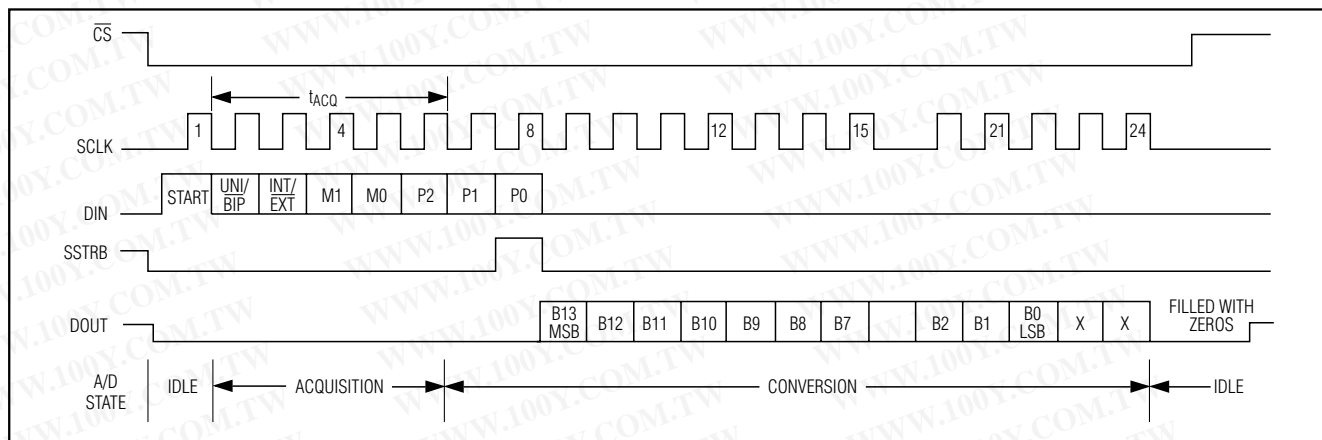 CS
tACQ
SCLK 1 4 8 12 15 21 24
DIN START UNI/ BIP INT/ EXT M1 M0 P2 P1 P0
SSTRB
DOUT B13 MSB B12 B11 B10 B9 B8 B7 B2 B1 B0 LSB X X FILLED WITH ZEROS
A/D STATE IDLE ACQUISITION CONVERSION IDLE
WWW.100Y.COM.TW